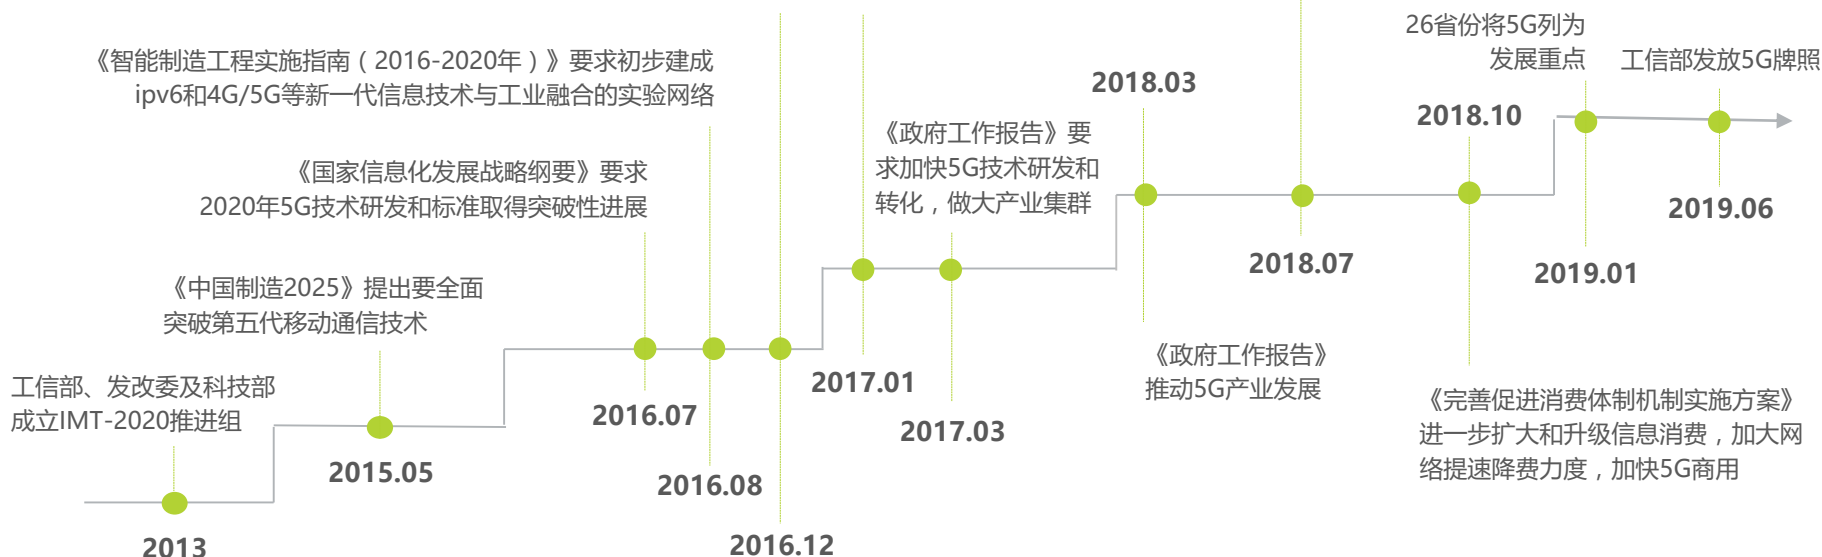 工信部、发改委及科技部
成立IMT-2020推进组
2013
《中国制造2025》提出要全面
突破第五代移动通信技术
2015.05
《国家信息化发展战略纲要》要求
2020年5G技术研发和标准取得突破性进展
2016.07
《智能制造工程实施指南（2016-2020年）》要求初步建成
ipv6和4G/5G等新一代信息技术与工业融合的实验网络
2016.08
2016.12
2017.01
《政府工作报告》要
求加快5G技术研发和
转化，做大产业集群
2017.03
2018.03
《政府工作报告》
推动5G产业发展
2018.07
2018.10
《完善促进消费体制机制实施方案》
进一步扩大和升级信息消费，加大网
络提速降费力度，加快5G商用
26省份将5G列为
发展重点
2019.01
工信部发放5G牌照
2019.06